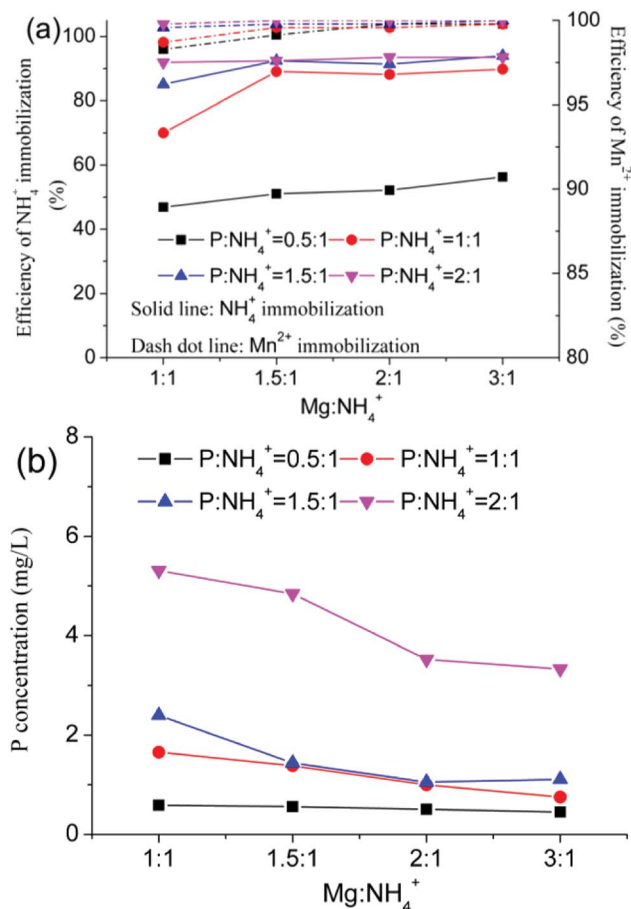 (a)
Efficiency of NH₄⁺ immobilization
(%)
100
80
60
40
20
0
P:NH₄⁺=0.5:1
P:NH₄⁺=1:1
P:NH₄⁺=1.5:1
P:NH₄⁺=2:1
Solid line: NH₄⁺ immobilization
Dash dot line: Mn²⁺ immobilization
100
95
90
85
80
Efficiency of Mn²⁺
immobilization (%)
1:1
1.5:1
2:1
3:1
Mg:NH₄⁺
(b)
P concentration (mg/L)
8
6
4
2
0
P:NH₄⁺=0.5:1
P:NH₄⁺=1:1
P:NH₄⁺=1.5:1
P:NH₄⁺=2:1
1:1
1.5:1
2:1
3:1
Mg:NH₄⁺